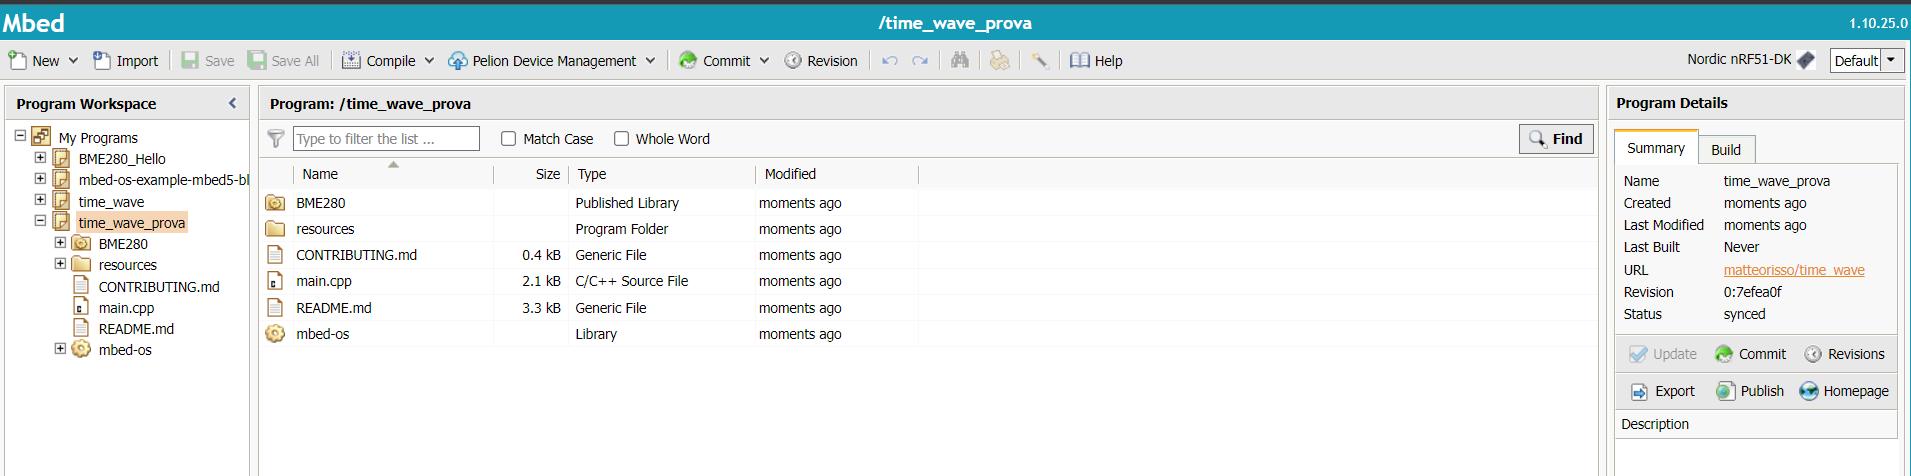 Mbed /time_wave_prova 1.10.25.0
New Import Save Save All Compile Pelion Device Management Commit Revision Help Nordic nRF51-DK Default
Program Workspace
My Programs
BME280_Hello
mbed-os-example-mbed5-bl
time_wave
time_wave_prova
BME280
resources
CONTRIBUTING.md
main.cpp
README.md
mbed-os
Program: /time_wave_prova
Type to filter the list ... Match Case Whole Word Find
Name Size Type Modified
BME280 Published Library moments ago
resources Program Folder moments ago
CONTRIBUTING.md 0.4 kB Generic File moments ago
main.cpp 2.1 kB C/C++ Source File moments ago
README.md 3.3 kB Generic File moments ago
mbed-os Library moments ago
Program Details
Summary Build
Name time_wave_prova
Created moments ago
Last Modified moments ago
Last Built Never
URL matteorisso/time_wave
Revision 0:7efea0f
Status synced
Update Commit Revisions
Export Publish Homepage
Description